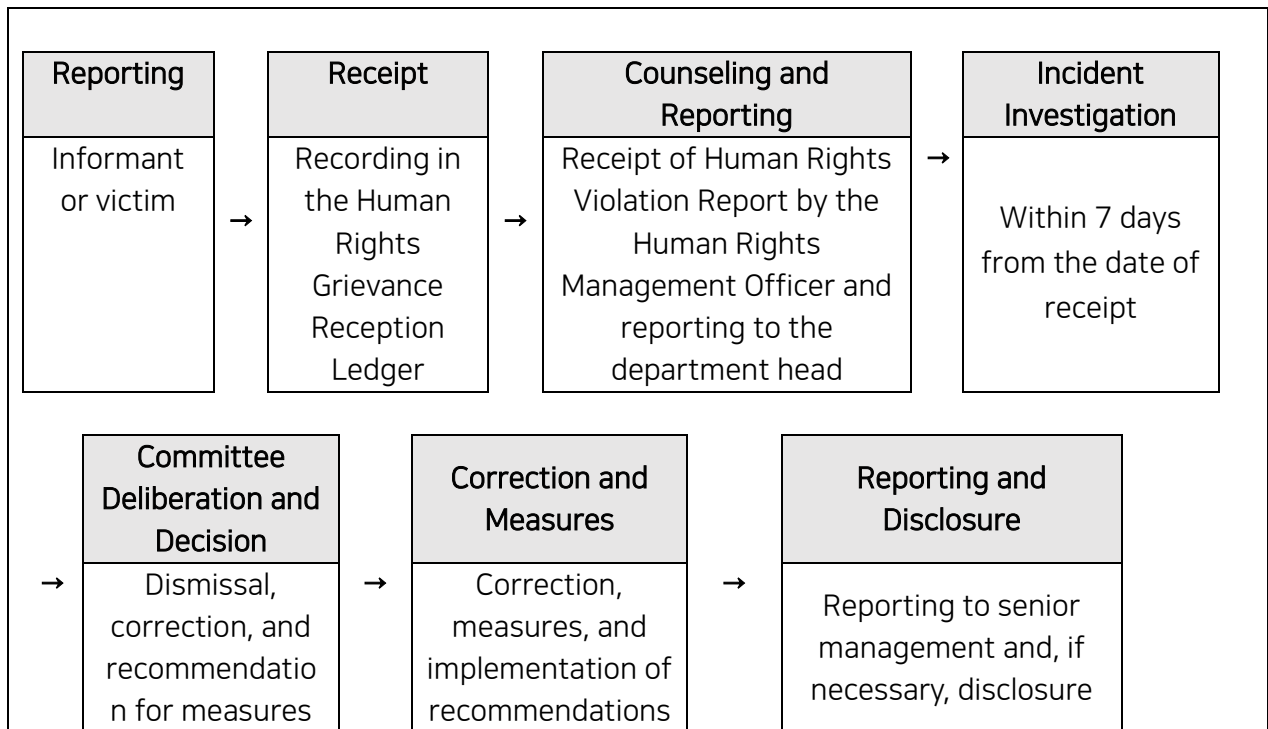 Reporting
Informant
or victim
→
Receipt
Recording in
the Human
Rights
Grievance
Reception
Ledger
→
Counseling and
Reporting
Receipt of Human Rights
Violation Report by the
Human Rights
Management Officer and
reporting to the
department head
→
Incident
Investigation
Within 7 days
from the date of
receipt
→
Committee
Deliberation and
Decision
Dismissal,
correction, and
recommendatio
n for measures
→
Correction and
Measures
Correction,
measures, and
implementation of
recommendations
→
Reporting and
Disclosure
Reporting to senior
management and, if
necessary, disclosure